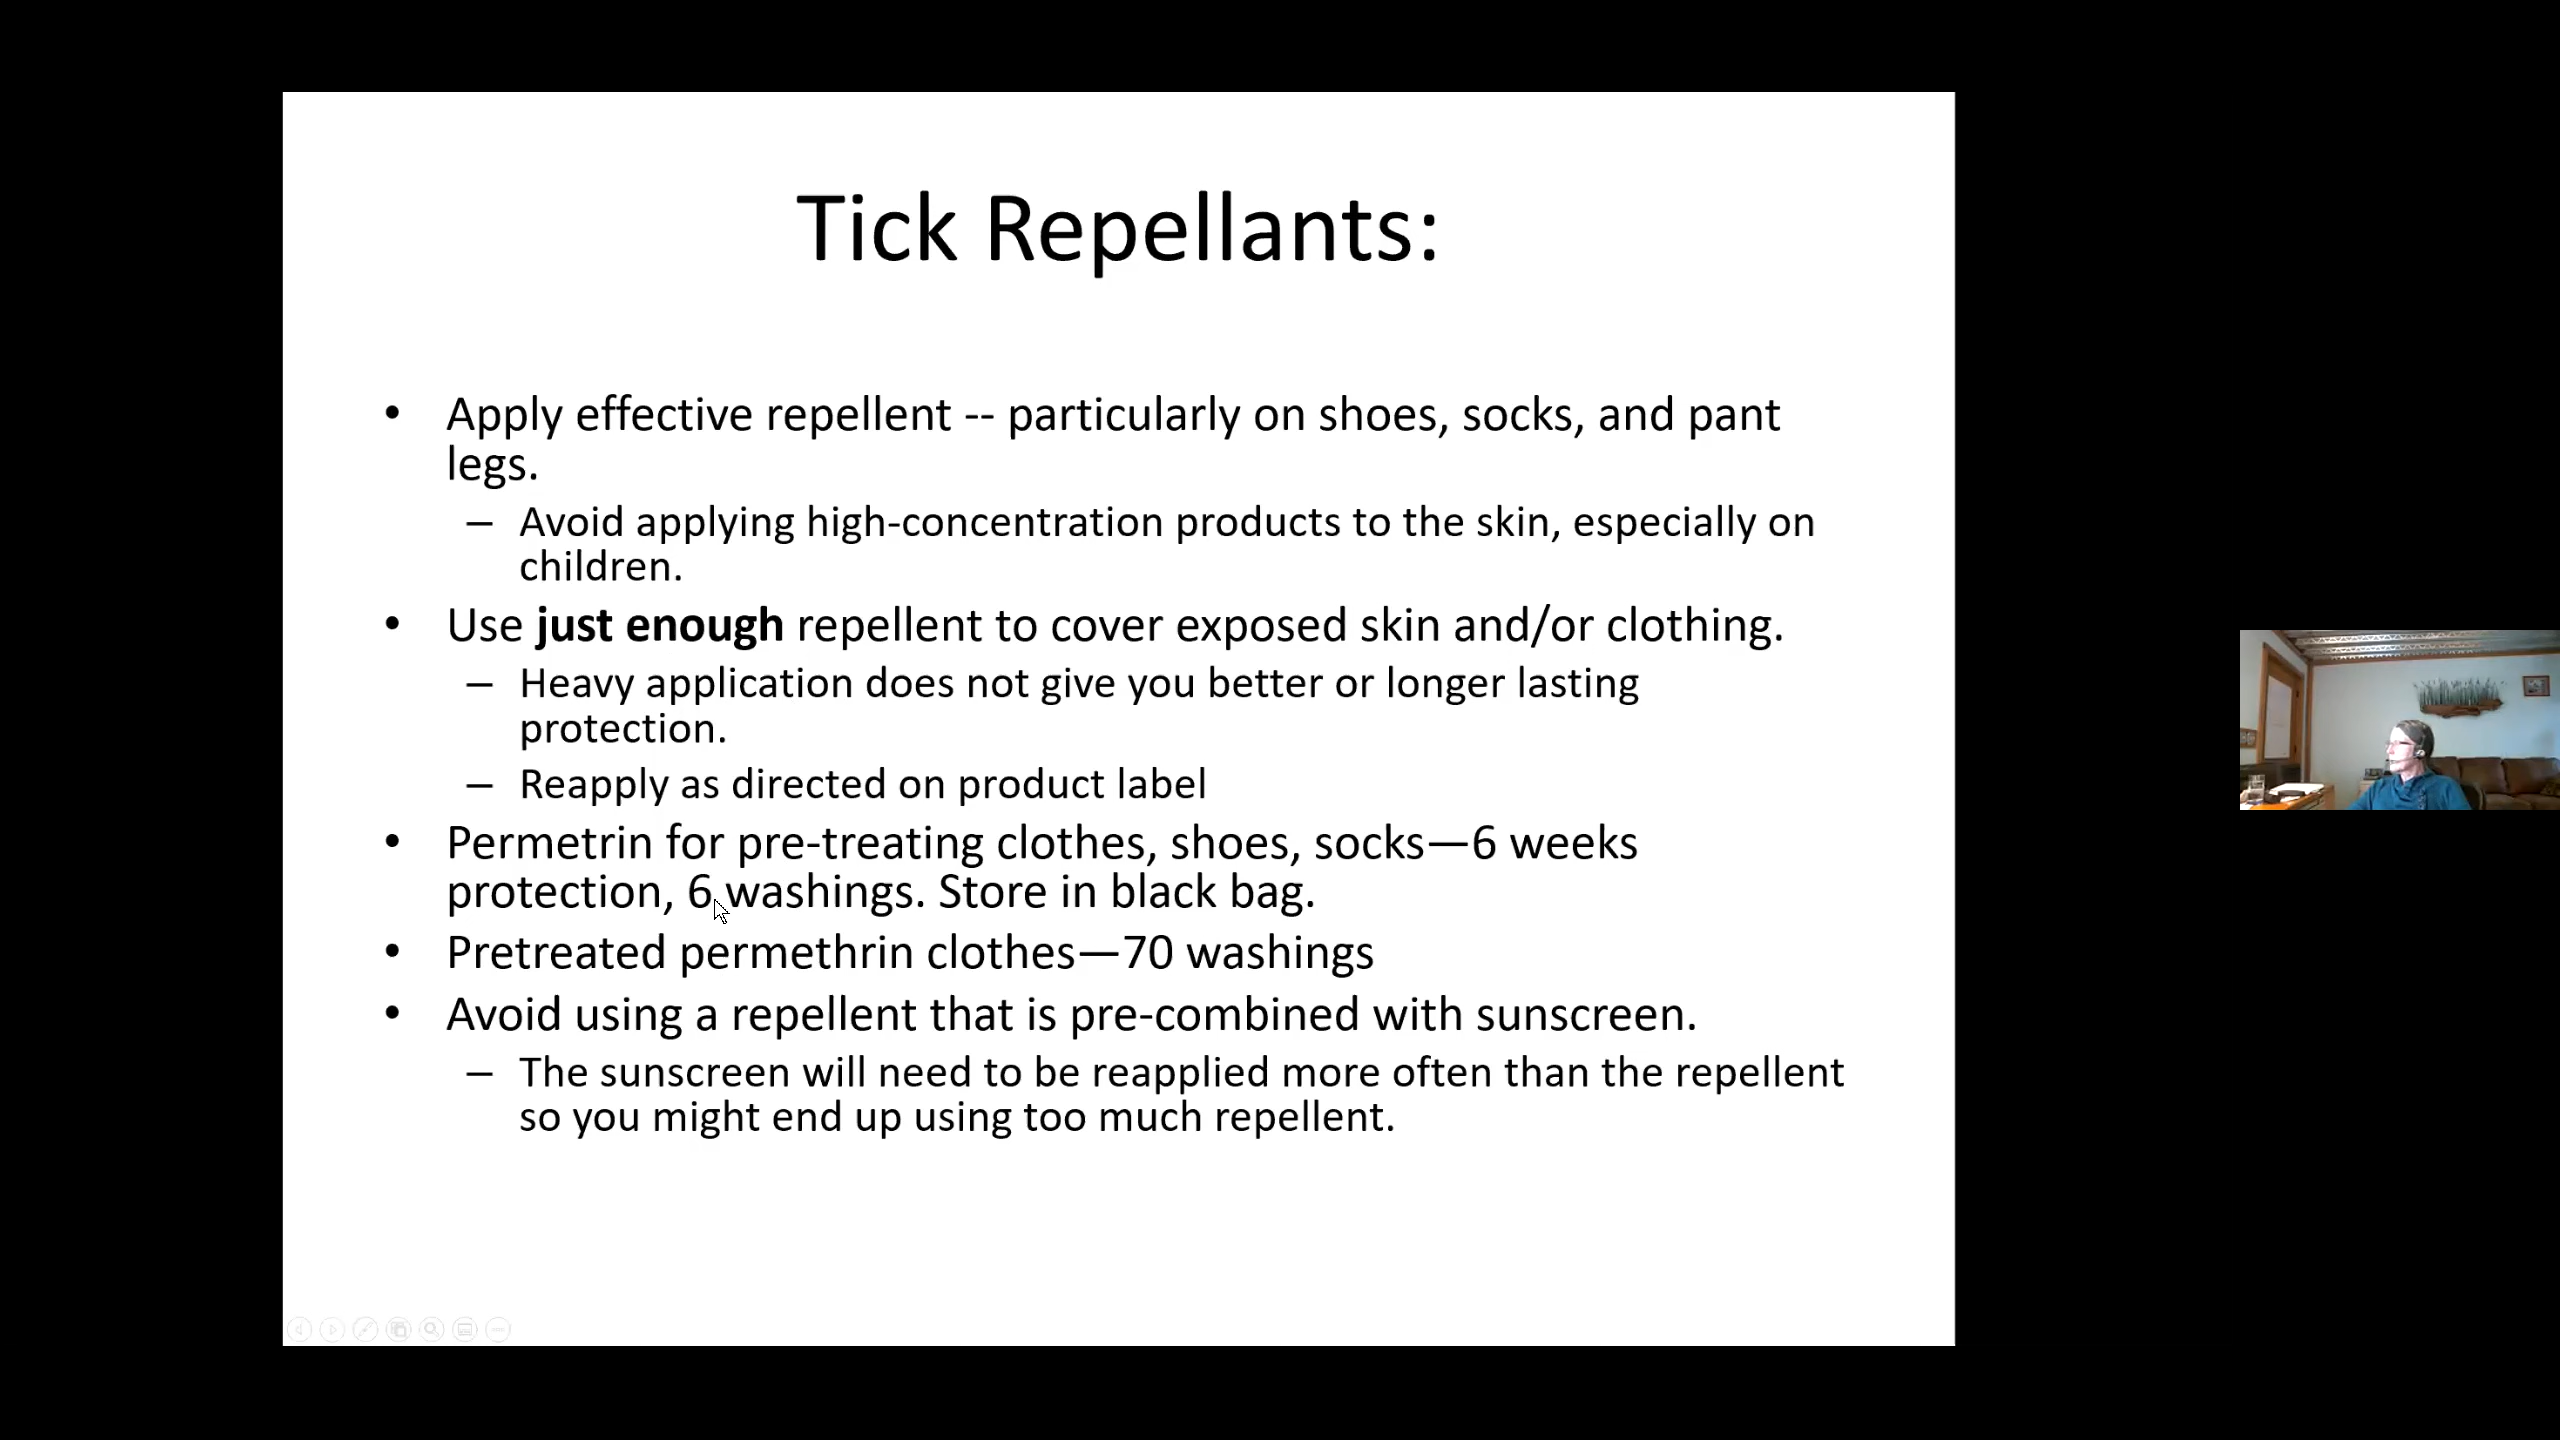 Tick Repellants:
• Apply effective repellent -- particularly on shoes, socks, and pant
legs.
– Avoid applying high-concentration products to the skin, especially on
children.
• Use just enough repellent to cover exposed skin and/or clothing.
– Heavy application does not give you better or longer lasting
protection.
– Reapply as directed on product label
• Permetrin for pre-treating clothes, shoes, socks—6 weeks
protection, 6 washings. Store in black bag.
• Pretreated permethrin clothes—70 washings
• Avoid using a repellent that is pre-combined with sunscreen.
– The sunscreen will need to be reapplied more often than the repellent
so you might end up using too much repellent.